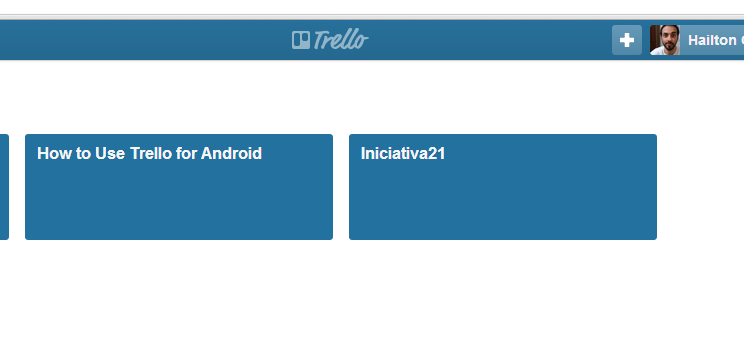 Trello
Hailton
How to Use Trello for Android
Iniciativa21